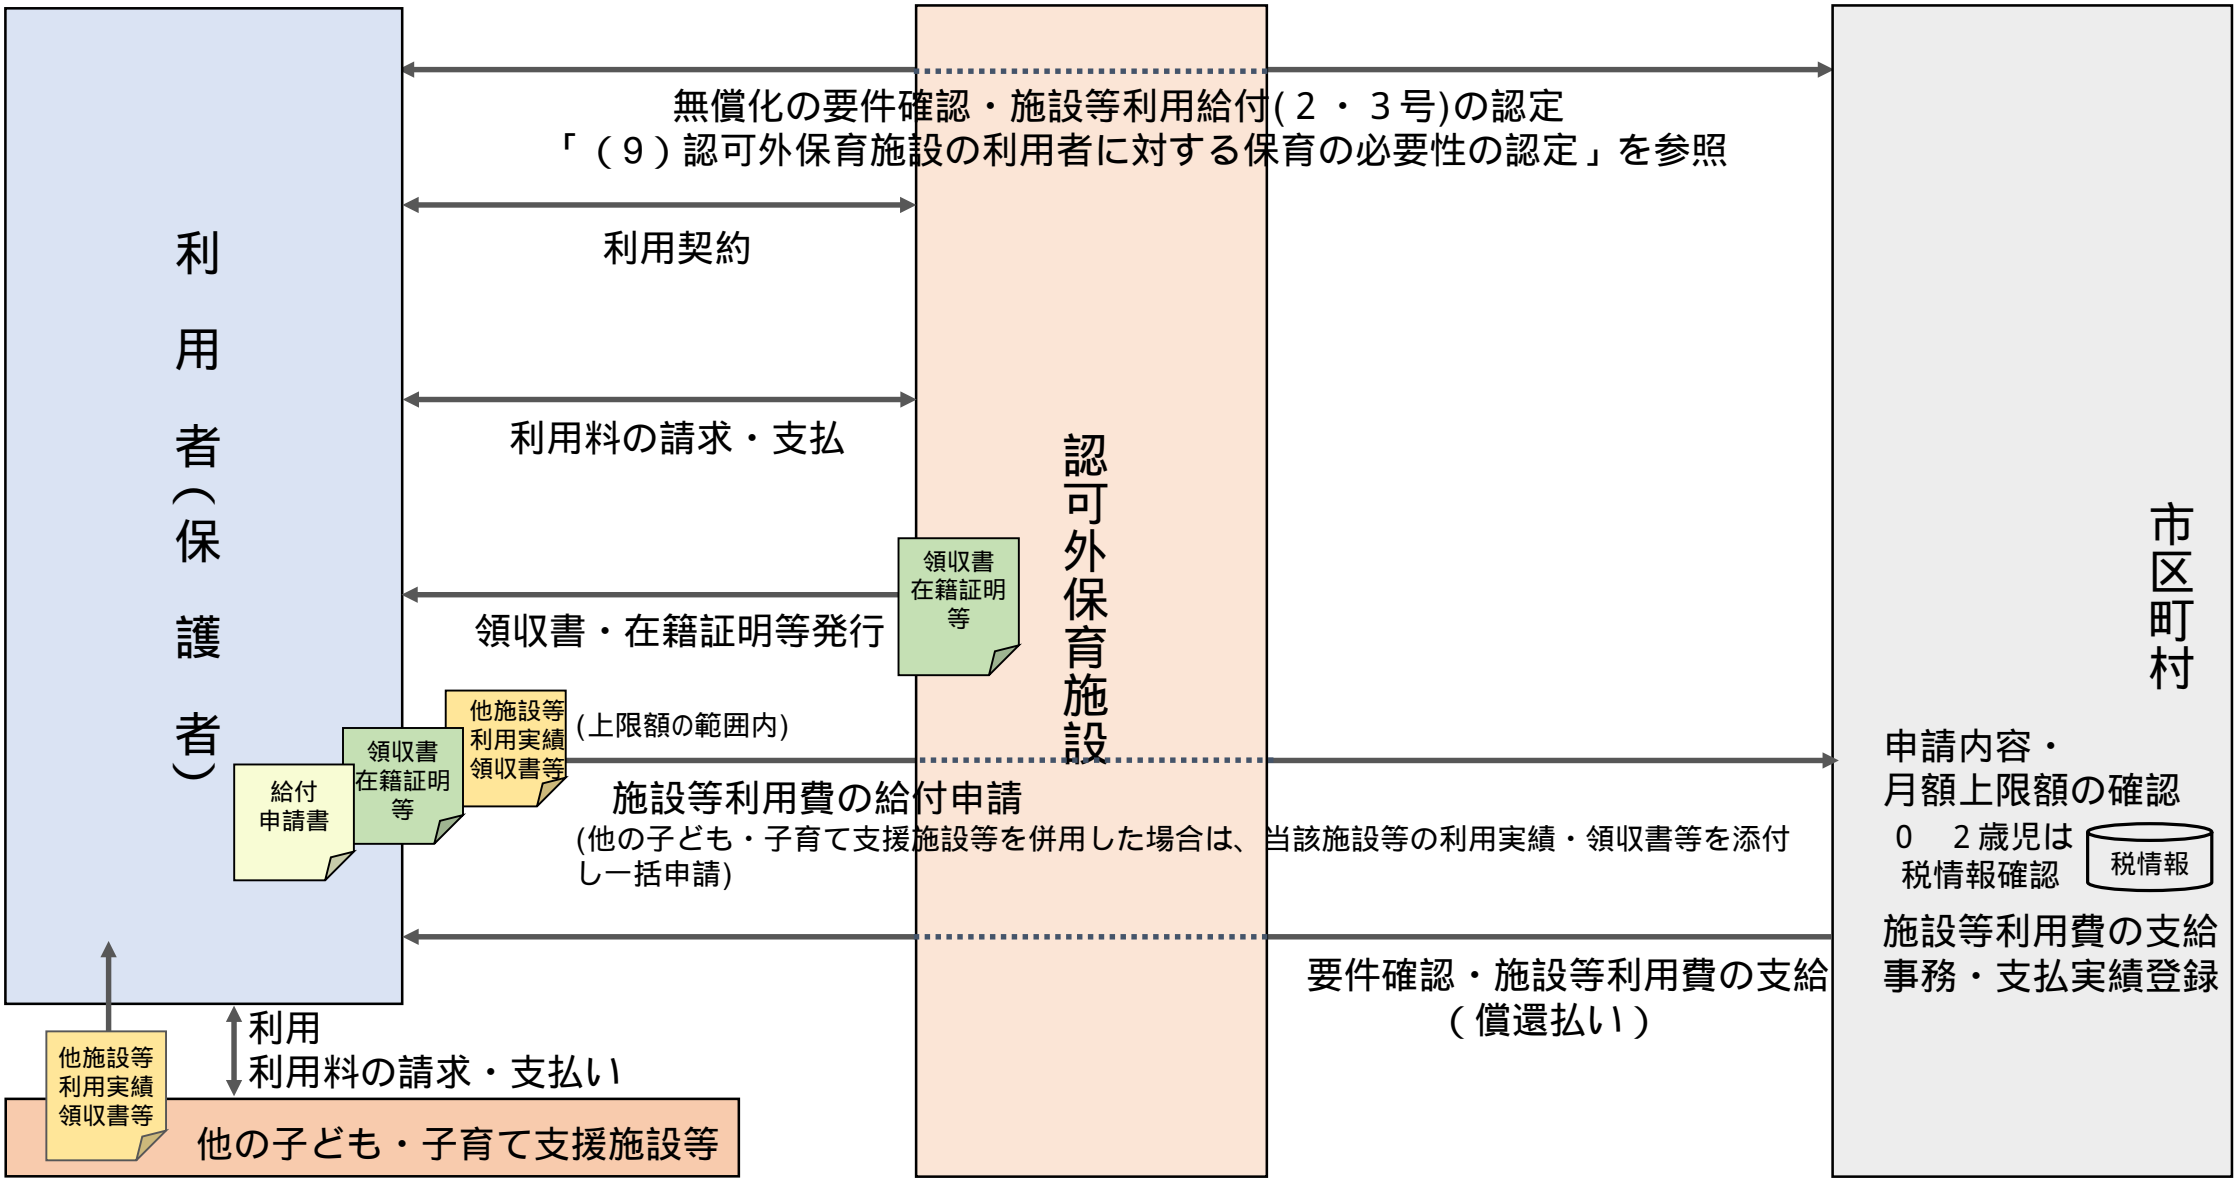 無償化の要件確認・施設等利用給付(２・３号)の認定
「（9）認可外保育施設の利用者に対する保育の必要性の認定」を参照
利用契約
利用料の請求・支払
領収書・在籍証明等発行
領収書
在籍証明
等
利用者(保護者)
認可外保育施設
市区町村
他施設等
利用実績
領収書等
(上限額の範囲内)
領収書
在籍証明
等
給付
申請書
施設等利用費の給付申請
(他の子ども・子育て支援施設等を併用した場合は、当該施設等の利用実績・領収書等を添付
し一括申請)
申請内容・
月額上限額の確認
０　２歳児は
税情報確認
税情報
施設等利用費の支給
事務・支払実績登録
要件確認・施設等利用費の支給
（償還払い）
利用
利用料の請求・支払い
他施設等
利用実績
領収書等
他の子ども・子育て支援施設等